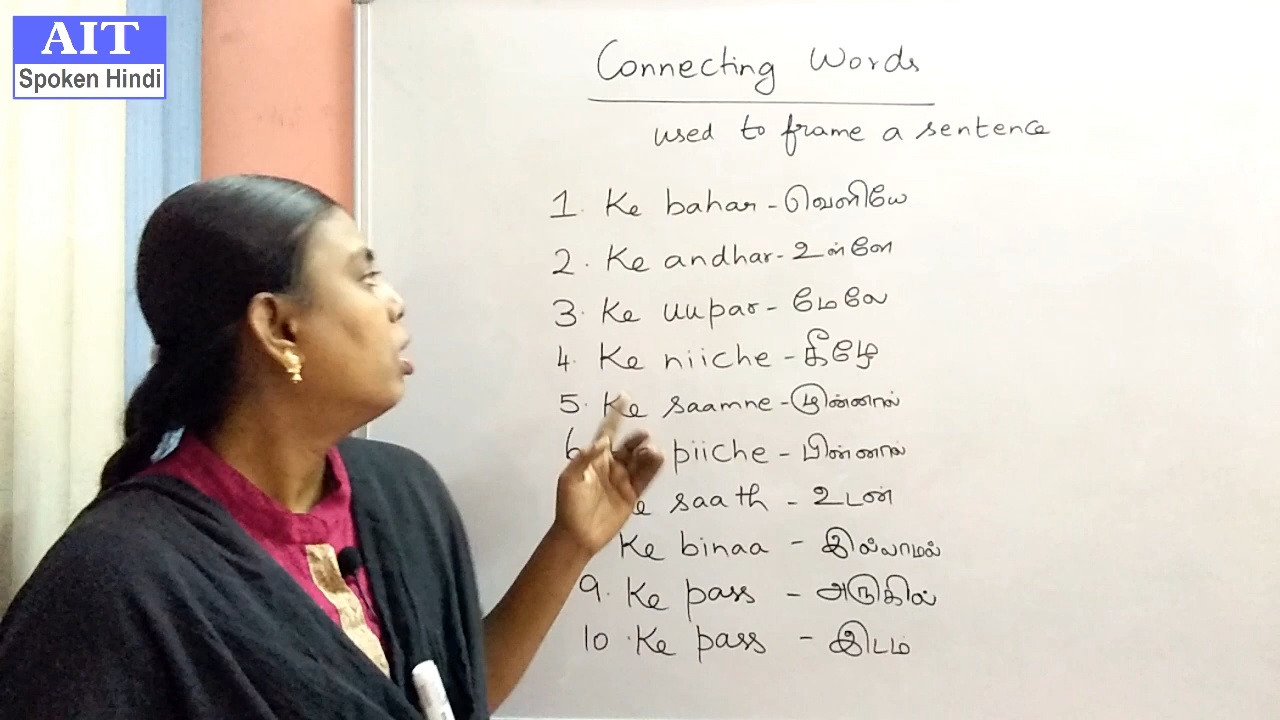 AIT
Spoken Hindi
Connecting Words
used to frame a sentence
1. Ke bahar - வெளியே
2. Ke andhar - உள்ளே
3. Ke uupar - மேலே
4. Ke niiche - கீழே
5. Ke saamne - முன்னால்
6 piiche - பின்னால்
saath - உடன்
Ke binaa - இல்லாமல்
9. Ke pass - அருகில்
10. Ke pass - இடம்